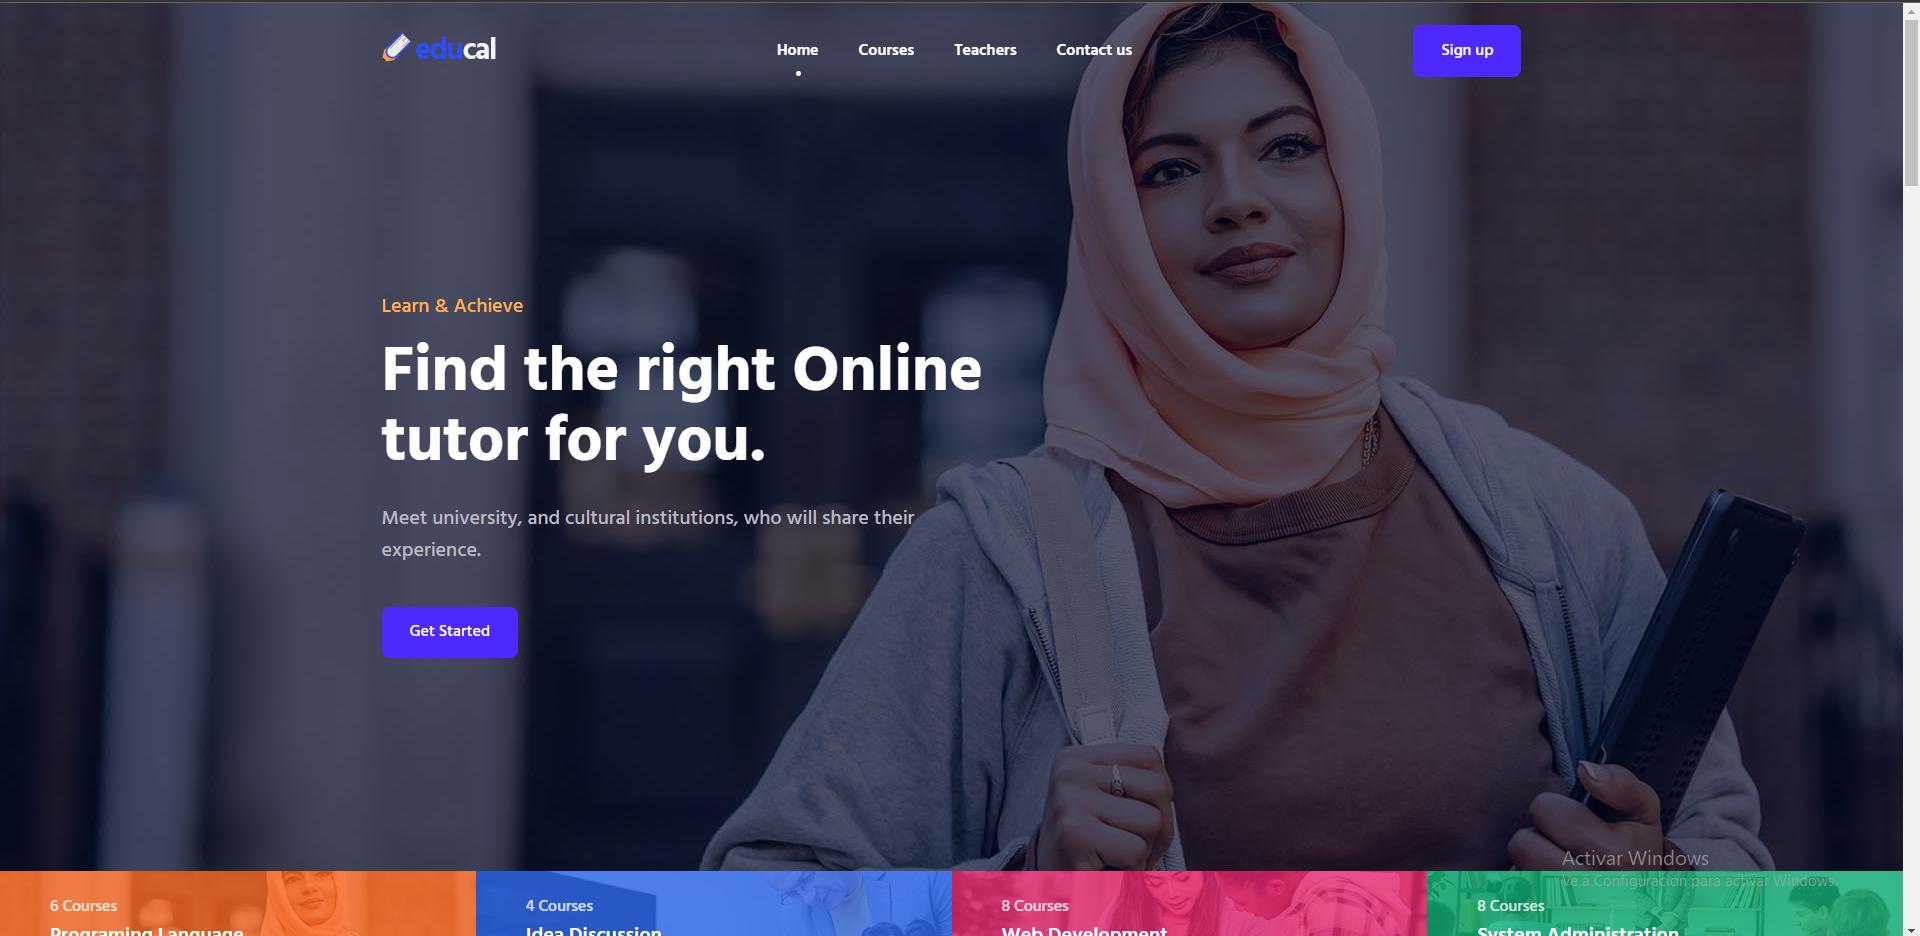 educal
Home
Courses
Teachers
Contact us
Sign up
Learn & Achieve
Find the right Online
tutor for you.
Meet university, and cultural institutions, who will share their
experience.
Get Started
Activar Windows
Ve a Configuración para activar Windows.
6 Courses
Programing Language
4 Courses
Idea Discussion
8 Courses
Web Development
8 Courses
System Administration